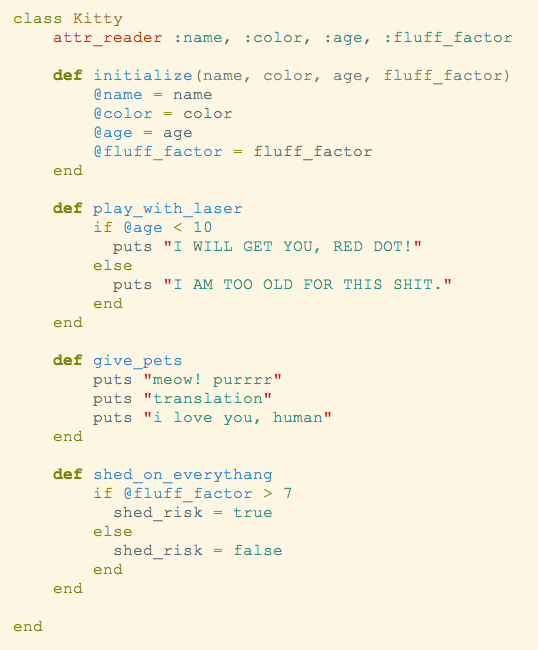 class Kitty
    attr_reader :name, :color, :age, :fluff_factor

    def initialize(name, color, age, fluff_factor)
        @name = name
        @color = color
        @age = age
        @fluff_factor = fluff_factor
    end

    def play_with_laser
        if @age < 10
          puts "I WILL GET YOU, RED DOT!"
        else
          puts "I AM TOO OLD FOR THIS SHIT."
        end
    end

    def give_pets
        puts "meow! purrrr"
        puts "translation"
        puts "i love you, human"
    end

    def shed_on_everythang
        if @fluff_factor > 7
          shed_risk = true
        else
          shed_risk = false
        end
    end

end